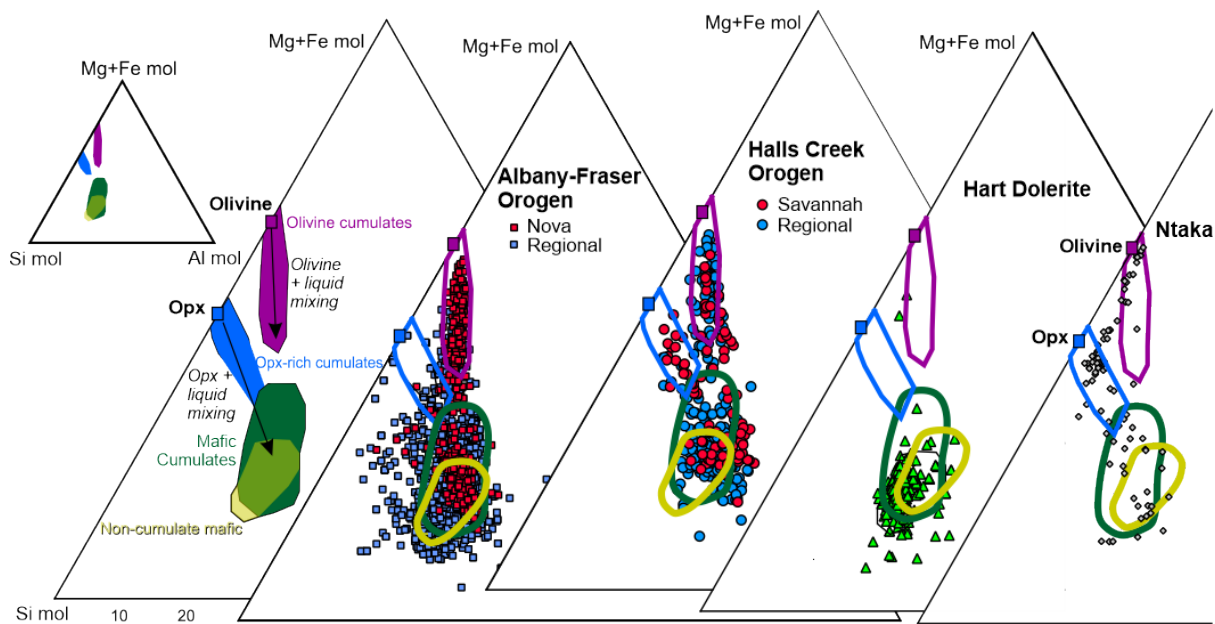 Mg+Fe mol
Si mol
Al mol
Olivine
Olivine cumulates
Olivine
+ liquid
mixing
Opx
Opx-rich cumulates
Opx +
liquid
mixing
Mafic
Cumulates
Non-cumulate mafic
Si mol
10
20
Mg+Fe mol
Albany-Fraser
Orogen
Nova
Regional
Mg+Fe mol
Halls Creek
Orogen
Savannah
Regional
Mg+Fe mol
Hart Dolerite
Mg+Fe mol
Olivine
Opx
Ntaka